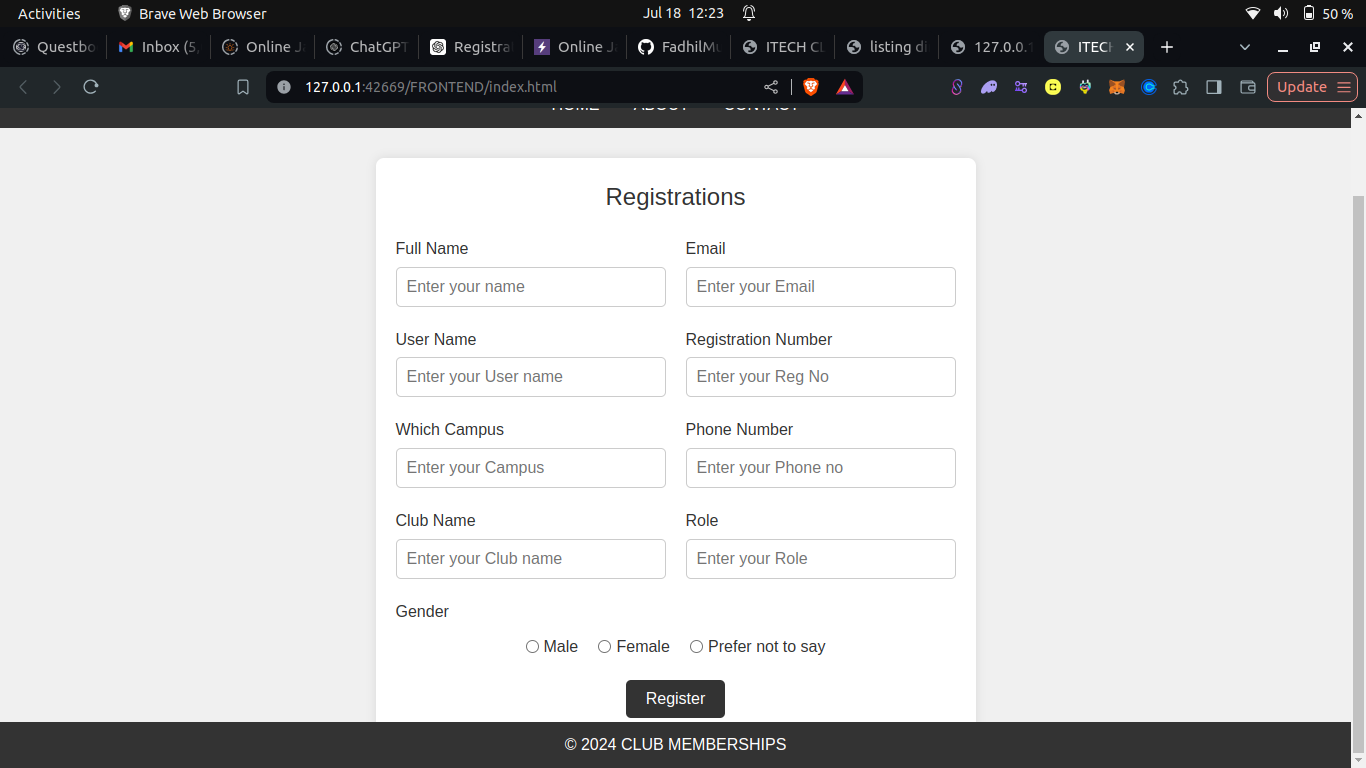 Activities Brave Web Browser Jul 18 12:23 50 %
Questbo Inbox (5, Online J ChatGPT Registra Online J FadhilMu ITECH CL listing di 127.0.0.1 ITECH
127.0.0.1:42669/FRONTEND/index.html Update
HOME ABOUT CONTACT
Registrations
Full Name Email
Enter your name Enter your Email
User Name Registration Number
Enter your User name Enter your Reg No
Which Campus Phone Number
Enter your Campus Enter your Phone no
Club Name Role
Enter your Club name Enter your Role
Gender
Male Female Prefer not to say
Register
© 2024 CLUB MEMBERSHIPS